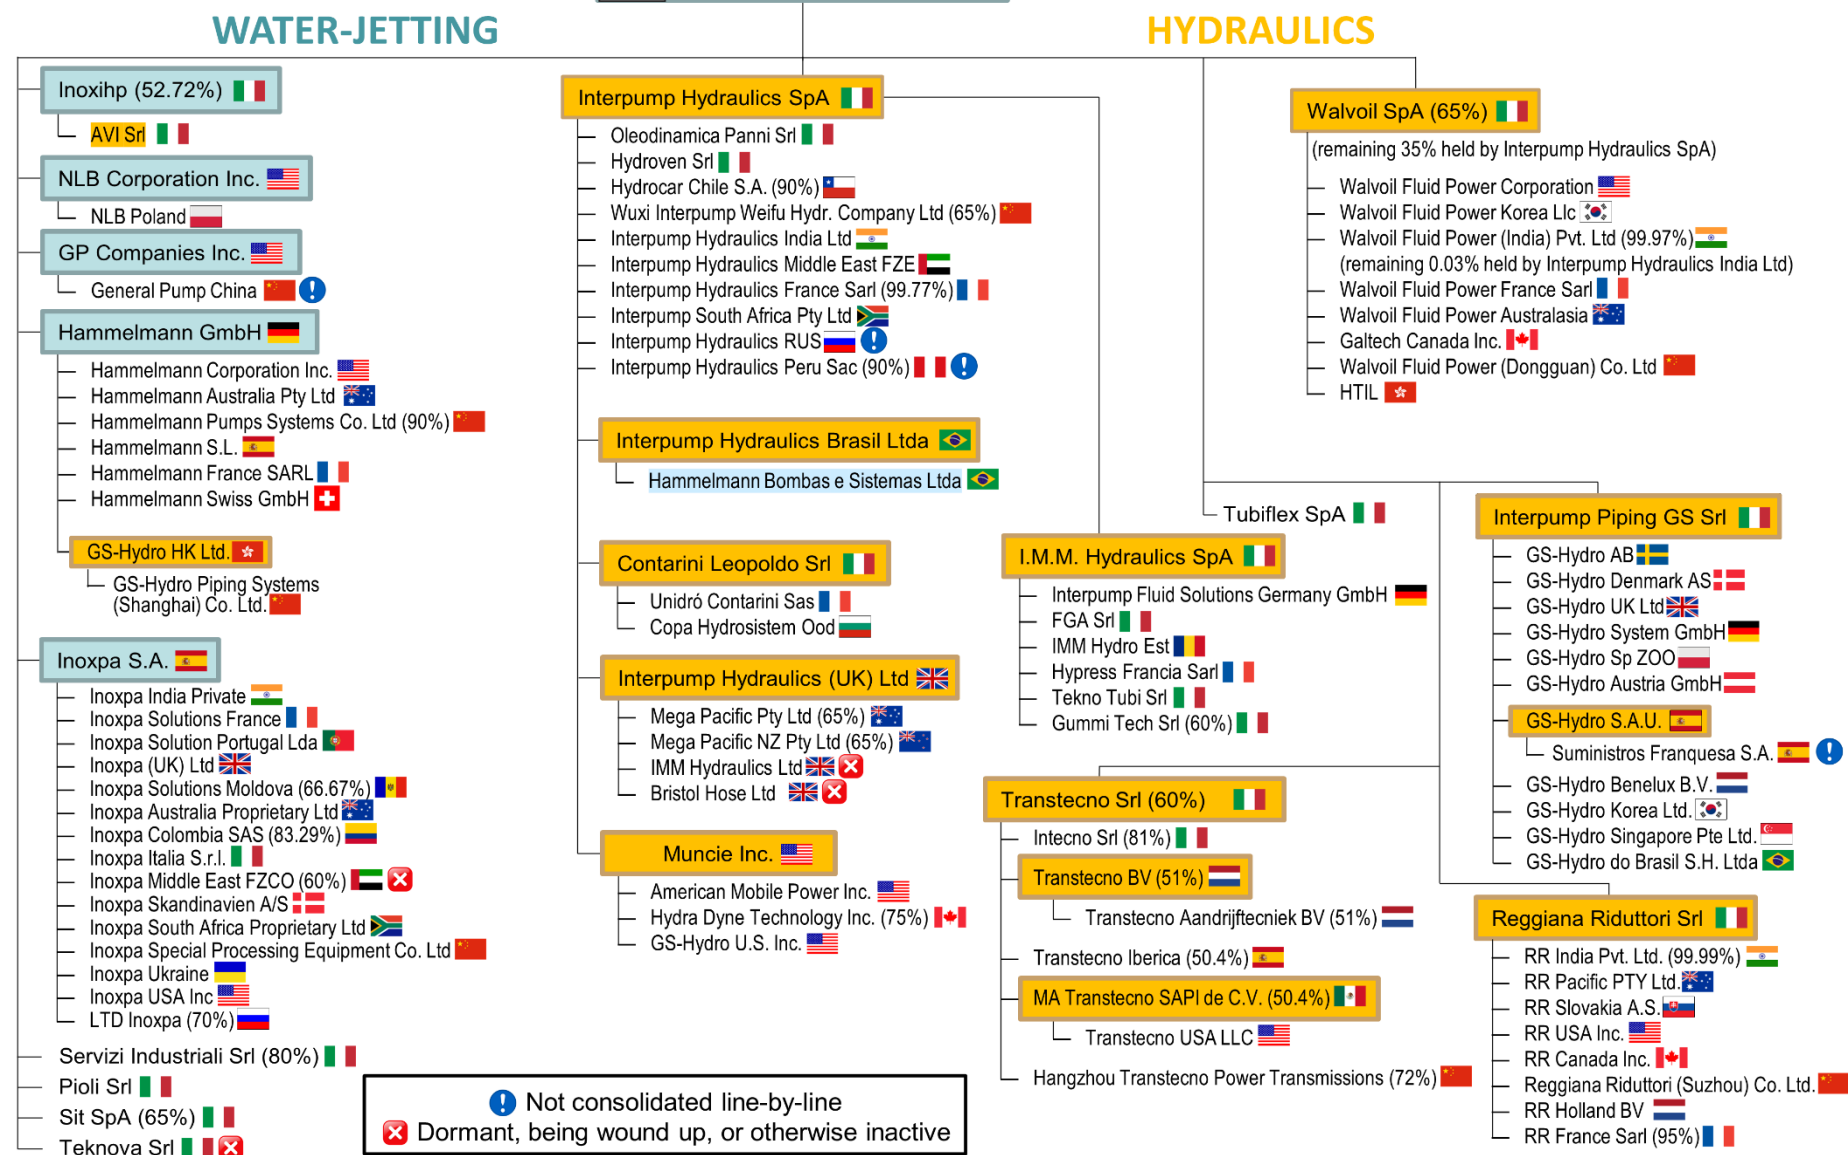 WATER-JETTING
Inoxihp (52.72%)
AVI Srl
NLB Corporation Inc.
NLB Poland
GP Companies Inc.
General Pump China
Hammelmann GmbH
Hammelmann Corporation Inc.
Hammelmann Australia Pty Ltd
Hammelmann Pumps Systems Co. Ltd (90%)
Hammelmann S.L.
Hammelmann France SARL
Hammelmann Swiss GmbH
GS-Hydro HK Ltd.
GS-Hydro Piping Systems
(Shanghai) Co. Ltd.
Inoxpa S.A.
Inoxpa India Private
Inoxpa Solutions France
Inoxpa Solution Portugal Lda
Inoxpa (UK) Ltd
Inoxpa Solutions Moldova (66.67%)
Inoxpa Australia Proprietary Ltd
Inoxpa Colombia SAS (83.29%)
Inoxpa Italia S.r.l.
Inoxpa Middle East FZCO (60%)
Inoxpa Skandinavien A/S
Inoxpa South Africa Proprietary Ltd
Inoxpa Special Processing Equipment Co. Ltd
Inoxpa Ukraine
Inoxpa USA Inc
LTD Inoxpa (70%)
Servizi Industriali Srl (80%)
Pioli Srl
Sit SpA (65%)
Teknova Srl
HYDRAULICS
Interpump Hydraulics SpA
Oleodinamica Panni Srl
Hydroven Srl
Hydrocar Chile S.A. (90%)
Wuxi Interpump Weifu Hydr. Company Ltd (65%)
Interpump Hydraulics India Ltd
Interpump Hydraulics Middle East FZE
Interpump Hydraulics France Sarl (99.77%)
Interpump South Africa Pty Ltd
Interpump Hydraulics RUS
Interpump Hydraulics Peru Sac (90%)
Interpump Hydraulics Brasil Ltda
Hammelmann Bombas e Sistemas Ltda
Contarini Leopoldo Srl
Unidró Contarini Sas
Copa Hydrosistem Ood
Interpump Hydraulics (UK) Ltd
Mega Pacific Pty Ltd (65%)
Mega Pacific NZ Pty Ltd (65%)
IMM Hydraulics Ltd
Bristol Hose Ltd
Muncie Inc.
American Mobile Power Inc.
Hydra Dyne Technology Inc. (75%)
GS-Hydro U.S. Inc.
I.M.M. Hydraulics SpA
Interpump Fluid Solutions Germany GmbH
FGA Srl
IMM Hydro Est
Hypress Francia Sarl
Tekno Tubi Srl
Gummi Tech Srl (60%)
Walvoil SpA (65%)
(remaining 35% held by Interpump Hydraulics SpA)
Walvoil Fluid Power Corporation
Walvoil Fluid Power Korea Llc
Walvoil Fluid Power (India) Pvt. Ltd (99.97%)
(remaining 0.03% held by Interpump Hydraulics India Ltd)
Walvoil Fluid Power France Sarl
Walvoil Fluid Power Australasia
Galtech Canada Inc.
Walvoil Fluid Power (Dongguan) Co. Ltd
HTIL
Tubiflex SpA
Interpump Piping GS Srl
GS-Hydro AB
GS-Hydro Denmark AS
GS-Hydro UK Ltd
GS-Hydro System GmbH
GS-Hydro Sp ZOO
GS-Hydro Austria GmbH
GS-Hydro S.A.U.
Suministros Franquesa S.A.
GS-Hydro Benelux B.V.
GS-Hydro Korea Ltd.
GS-Hydro Singapore Pte Ltd.
GS-Hydro do Brasil S.H. Ltda
Transtecno Srl (60%)
Intecno Srl (81%)
Transtecno BV (51%)
Transtecno Aandrijftecniek BV (51%)
Transtecno Iberica (50.4%)
MA Transtecno SAPI de C.V. (50.4%)
Transtecno USA LLC
Hangzhou Transtecno Power Transmissions (72%)
Reggiana Riduttori Srl
RR India Pvt. Ltd. (99.99%)
RR Pacific PTY Ltd.
RR Slovakia A.S.
RR USA Inc.
RR Canada Inc.
Reggiana Riduttori (Suzhou) Co. Ltd.
RR Holland BV
RR France Sarl (95%)
Not consolidated line-by-line
Dormant, being wound up, or otherwise inactive